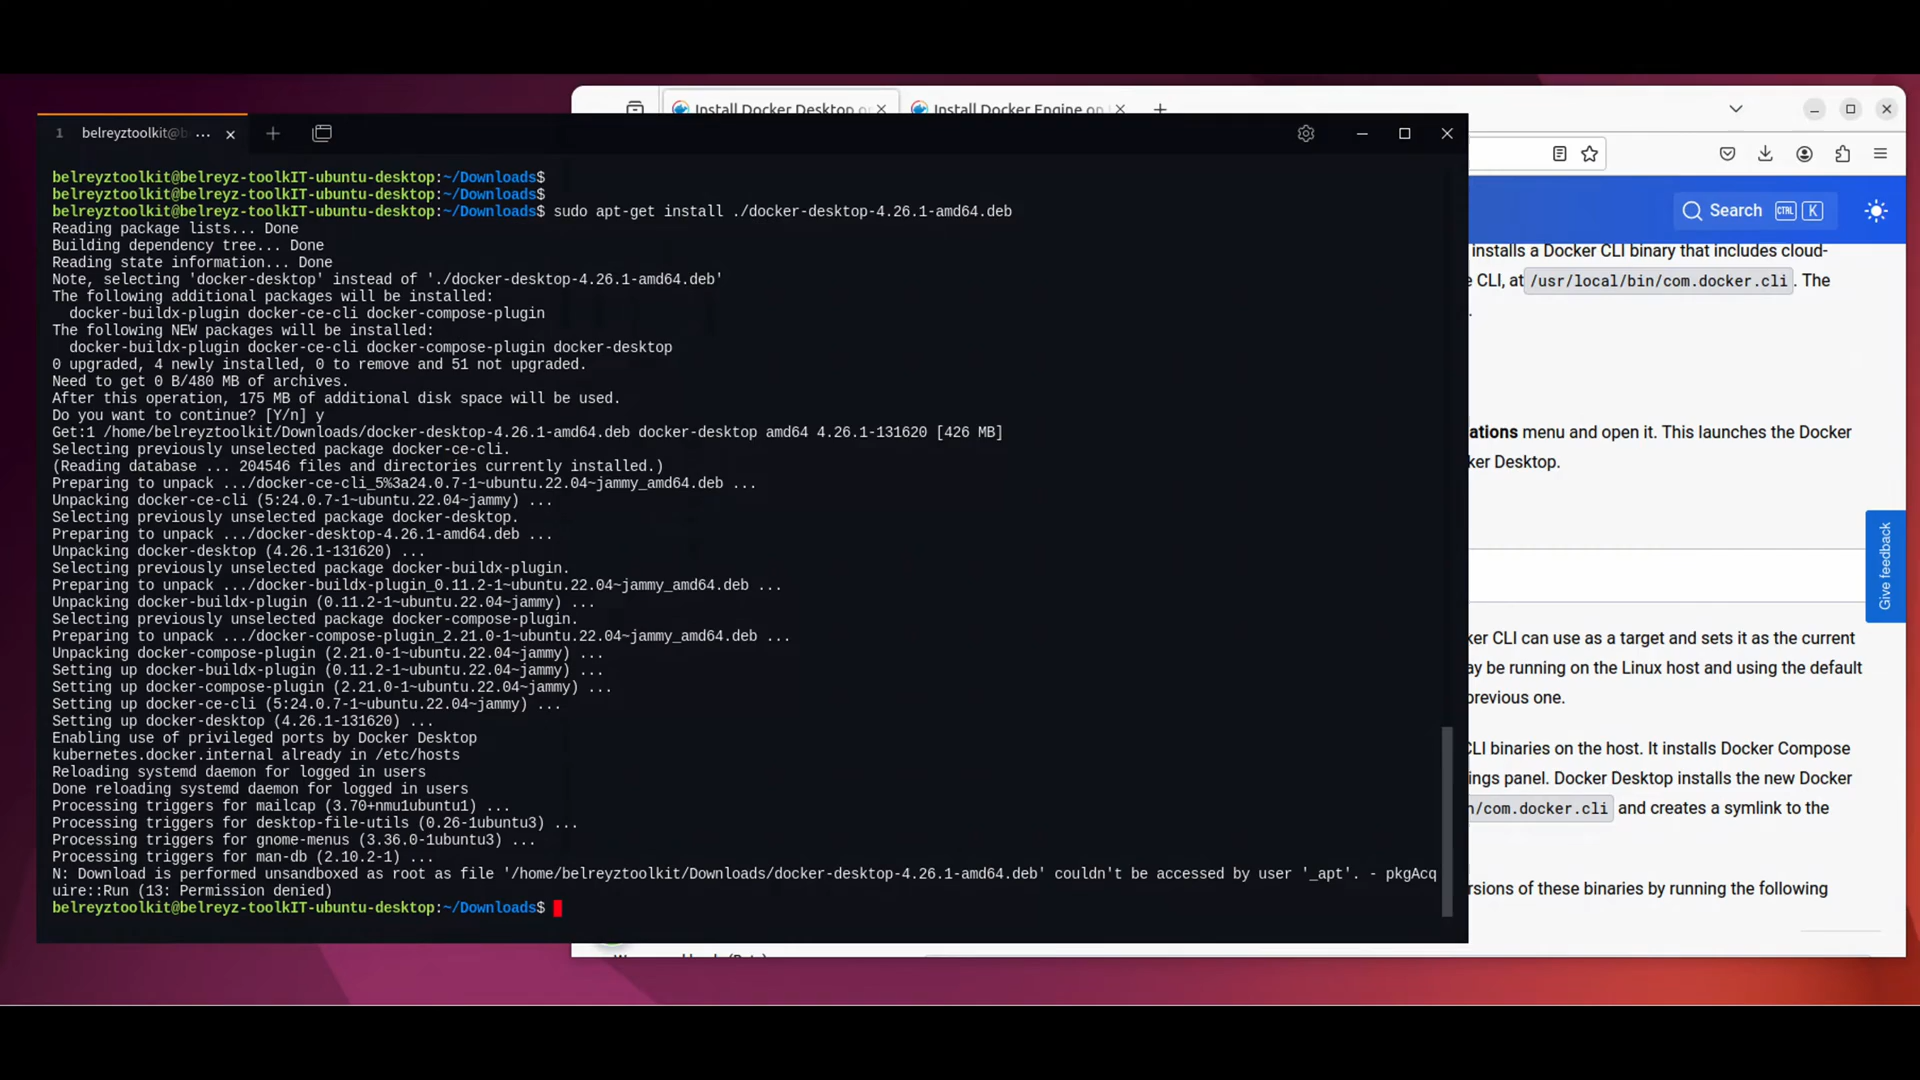 Install Docker Desktop o
Install Docker Engine on
1 belreyztoolkit@b ...
belreyztoolkit@belreyz-toolkIT-ubuntu-desktop:~/Downloads$
belreyztoolkit@belreyz-toolkIT-ubuntu-desktop:~/Downloads$
belreyztoolkit@belreyz-toolkIT-ubuntu-desktop:~/Downloads$ sudo apt-get install ./docker-desktop-4.26.1-amd64.deb
Reading package lists... Done
Building dependency tree... Done
Reading state information... Done
Note, selecting 'docker-desktop' instead of './docker-desktop-4.26.1-amd64.deb'
The following additional packages will be installed:
docker-buildx-plugin docker-ce-cli docker-compose-plugin
The following NEW packages will be installed:
docker-buildx-plugin docker-ce-cli docker-compose-plugin docker-desktop
0 upgraded, 4 newly installed, 0 to remove and 51 not upgraded.
Need to get 0 B/480 MB of archives.
After this operation, 175 MB of additional disk space will be used.
Do you want to continue? [Y/n] y
Get:1 /home/belreyztoolkit/Downloads/docker-desktop-4.26.1-amd64.deb docker-desktop amd64 4.26.1-131620 [426 MB]
Selecting previously unselected package docker-ce-cli.
(Reading database ... 204546 files and directories currently installed.)
Preparing to unpack .../docker-ce-cli_5%3a24.0.7-1~ubuntu.22.04~jammy_amd64.deb ...
Unpacking docker-ce-cli (5:24.0.7-1~ubuntu.22.04~jammy) ...
Selecting previously unselected package docker-desktop.
Preparing to unpack .../docker-desktop-4.26.1-amd64.deb ...
Unpacking docker-desktop (4.26.1-131620) ...
Selecting previously unselected package docker-buildx-plugin.
Preparing to unpack .../docker-buildx-plugin_0.11.2-1~ubuntu.22.04~jammy_amd64.deb ...
Unpacking docker-buildx-plugin (0.11.2-1~ubuntu.22.04~jammy) ...
Selecting previously unselected package docker-compose-plugin.
Preparing to unpack .../docker-compose-plugin_2.21.0-1~ubuntu.22.04~jammy_amd64.deb ...
Unpacking docker-compose-plugin (2.21.0-1~ubuntu.22.04~jammy) ...
Setting up docker-buildx-plugin (0.11.2-1~ubuntu.22.04~jammy) ...
Setting up docker-compose-plugin (2.21.0-1~ubuntu.22.04~jammy) ...
Setting up docker-ce-cli (5:24.0.7-1~ubuntu.22.04~jammy) ...
Setting up docker-desktop (4.26.1-131620) ...
Enabling use of privileged ports by Docker Desktop
kubernetes.docker.internal already in /etc/hosts
Reloading systemd daemon for logged in users
Done reloading systemd daemon for logged in users
Processing triggers for mailcap (3.70+nmu1ubuntu1) ...
Processing triggers for desktop-file-utils (0.26-1ubuntu3) ...
Processing triggers for gnome-menus (3.36.0-1ubuntu3) ...
Processing triggers for man-db (2.10.2-1) ...
N: Download is performed unsandboxed as root as file '/home/belreyztoolkit/Downloads/docker-desktop-4.26.1-amd64.deb' couldn't be accessed by user '_apt'. - pkgAcq
uire::Run (13: Permission denied)
belreyztoolkit@belreyz-toolkIT-ubuntu-desktop:~/Downloads$
Search CTRL K
installs a Docker CLI binary that includes cloud-
e CLI, at /usr/local/bin/com.docker.cli . The
.
ations menu and open it. This launches the Docker
ker Desktop.
Give feedback
ker CLI can use as a target and sets it as the current
ay be running on the Linux host and using the default
previous one.
CLI binaries on the host. It installs Docker Compose
ings panel. Docker Desktop installs the new Docker
n/com.docker.cli and creates a symlink to the
rsions of these binaries by running the following